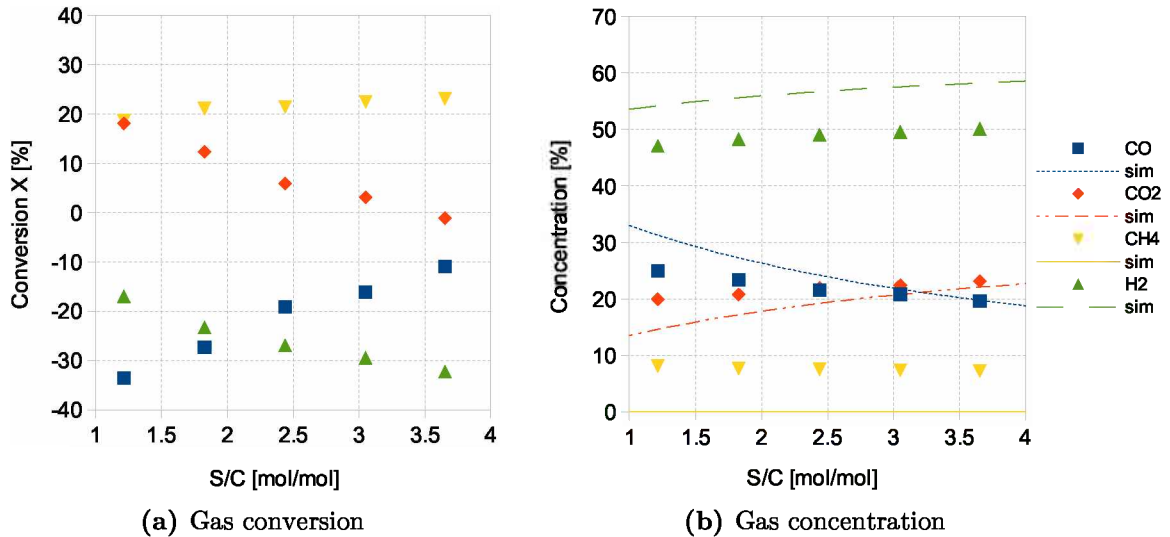 40
30
20
10
0
-10
-20
-30
-40
Conversion X [%]
1 1.5 2 2.5 3 3.5 4
S/C [mol/mol]
(a) Gas conversion
70
60
50
40
30
20
10
0
Concentration [%]
1 1.5 2 2.5 3 3.5 4
S/C [mol/mol]
(b) Gas concentration
CO
sim
CO2
sim
CH4
sim
H2
sim